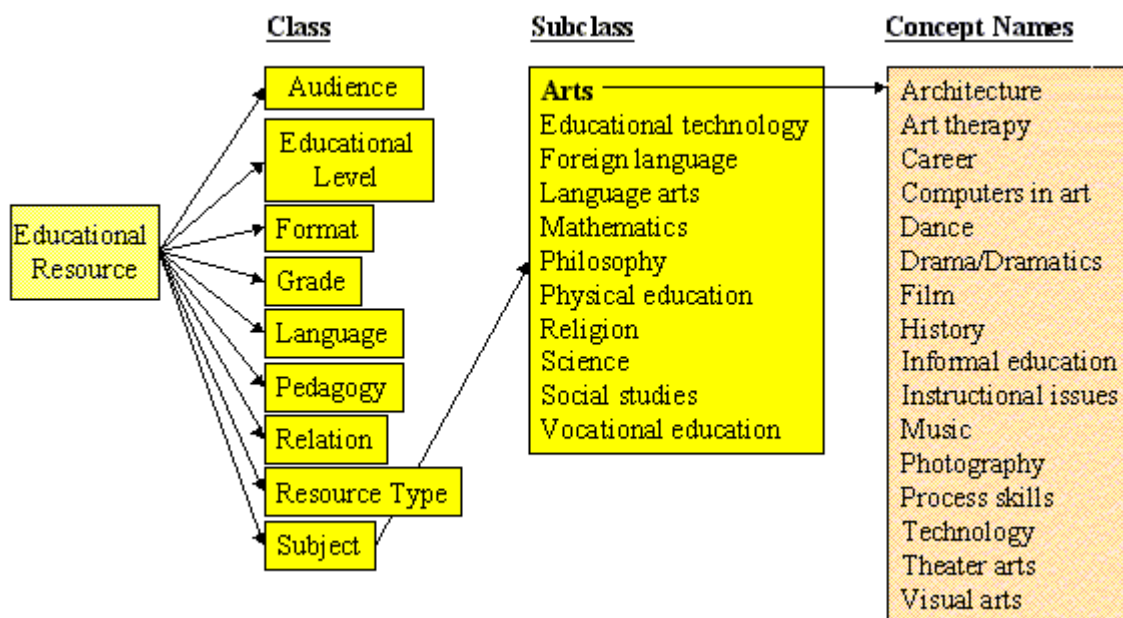 Class
Subclass
Concept Names
Educational
Resource
Audience
Educational
Level
Format
Grade
Language
Pedagogy
Relation
Resource Type
Subject
Arts
Educational technology
Foreign language
Language arts
Mathematics
Philosophy
Physical education
Religion
Science
Social studies
Vocational education
Architecture
Art therapy
Career
Computers in art
Dance
Drama/Dramatics
Film
History
Informal education
Instructional issues
Music
Photography
Process skills
Technology
Theater arts
Visual arts